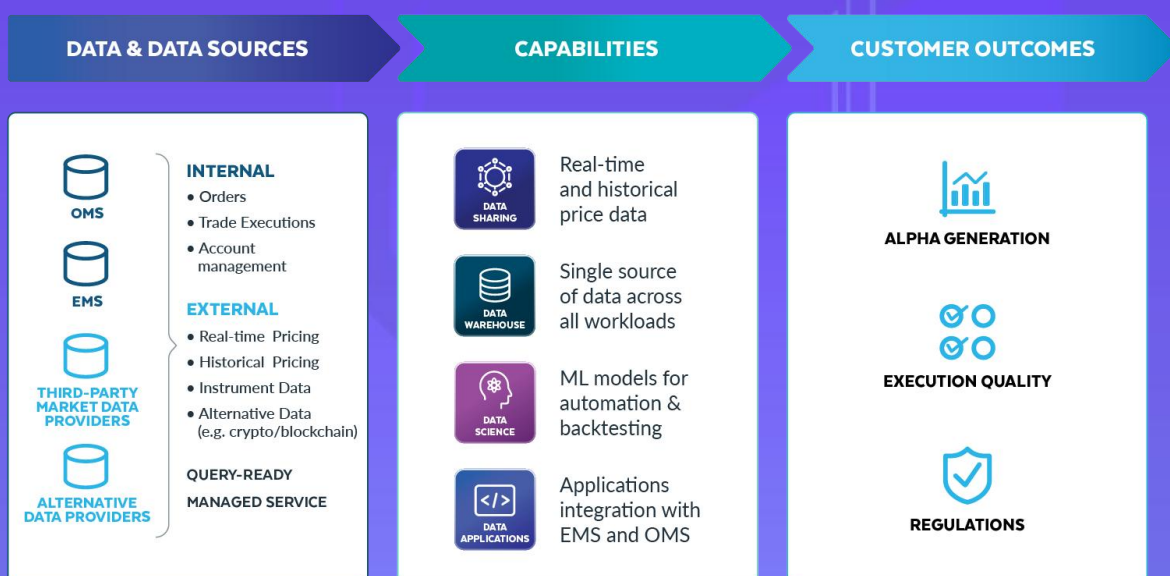 DATA & DATA SOURCES
CAPABILITIES
CUSTOMER OUTCOMES
OMS
EMS
THIRD-PARTY
MARKET DATA
PROVIDERS
ALTERNATIVE
DATA PROVIDERS
INTERNAL
• Orders
• Trade Executions
• Account
management
EXTERNAL
• Real-time Pricing
• Historical Pricing
• Instrument Data
• Alternative Data
(e.g. crypto/blockchain)
QUERY-READY
MANAGED SERVICE
DATA
SHARING
Real-time
and historical
price data
DATA
WAREHOUSE
Single source
of data across
all workloads
DATA
SCIENCE
ML models for
automation &
backtesting
</>
DATA
APPLICATIONS
Applications
integration with
EMS and OMS
ALPHA GENERATION
EXECUTION QUALITY
REGULATIONS